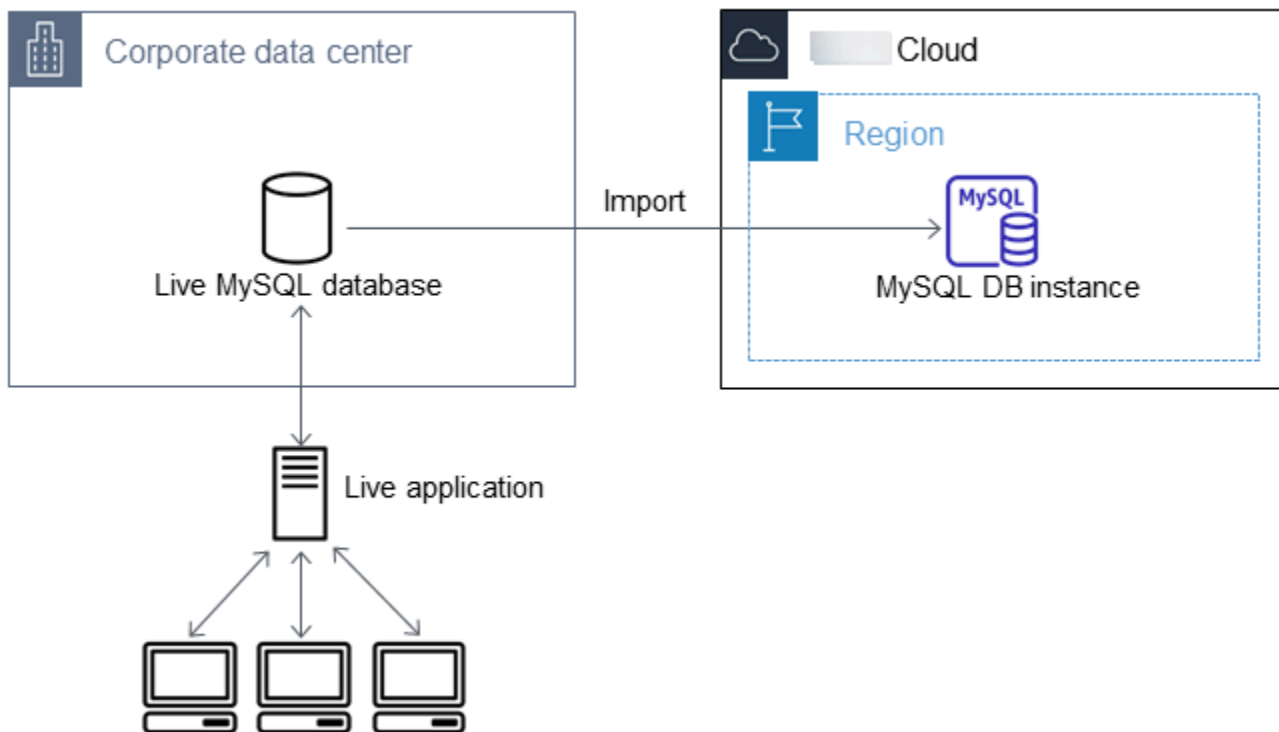 Corporate data center
Cloud
Region
Import
MySQL
Live MySQL database
MySQL DB instance
Live application